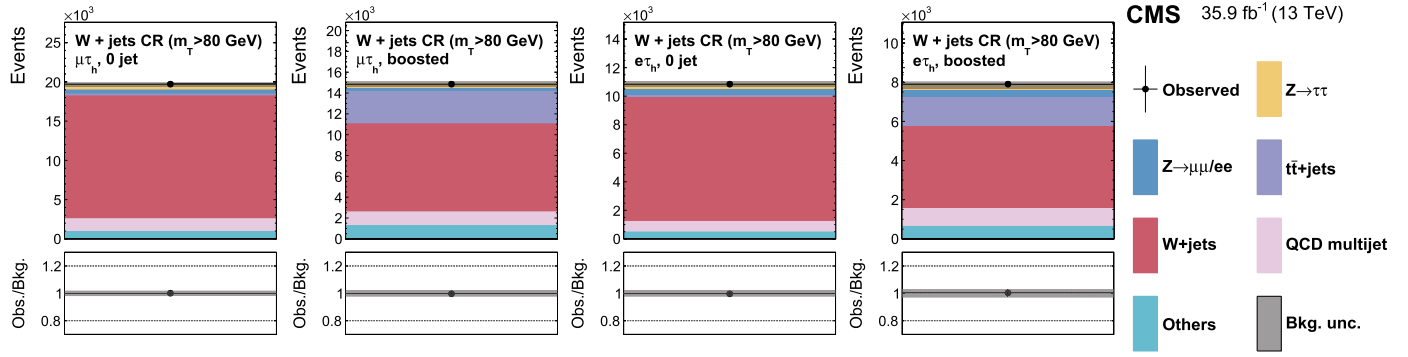 ×10³
Events
W + jets CR (m_T>80 GeV)
μτ_h, 0 jet
25
20
15
10
5
0
Obs./Bkg.
1.2
1
0.8
×10³
Events
W + jets CR (m_T>80 GeV)
μτ_h, boosted
20
18
16
14
12
10
8
6
4
2
0
Obs./Bkg.
1.2
1
0.8
×10³
Events
W + jets CR (m_T>80 GeV)
eτ_h, 0 jet
14
12
10
8
6
4
2
0
Obs./Bkg.
1.2
1
0.8
×10³
Events
W + jets CR (m_T>80 GeV)
eτ_h, boosted
10
8
6
4
2
0
Obs./Bkg.
1.2
1
0.8
CMS 35.9 fb⁻¹ (13 TeV)
Observed
Z→ττ
Z→μμ/ee
tt̄+jets
W+jets
QCD multijet
Others
Bkg. unc.